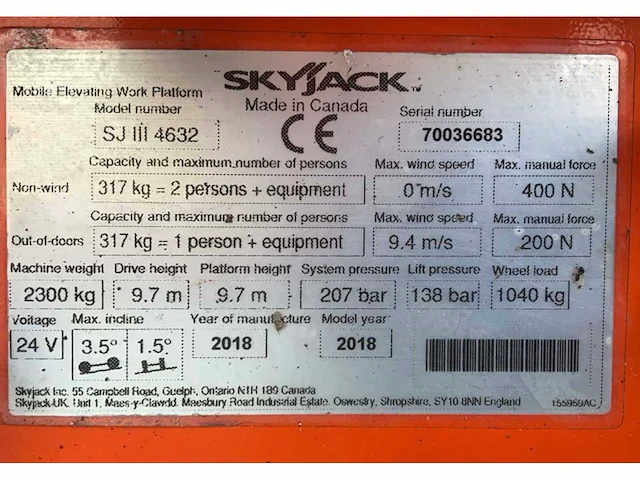 SKYJACK™
Mobile Elevating Work Platform
Made in Canada
Model number
Serial number
SJ III 4632
CE
70036683
Capacity and maximum number of persons
Max. wind speed
Max. manual force
Non-wind
317 kg = 2 persons + equipment
0 m/s
400 N
Capacity and maximum number of persons
Max. wind speed
Max. manual force
Out-of-doors
317 kg = 1 person + equipment
9.4 m/s
200 N
Machine weight Drive height Platform height System pressure Lift pressure Wheel load
2300 kg 9.7 m 9.7 m 207 bar 138 bar 1040 kg
Voltage Max. incline Year of manufacture Model year
24 V 3.5° 1.5° 2018 2018
Skyjack Inc. 55 Campbell Road, Guelph, Ontario N1H 1B9 Canada
Skyjack UK. Unit 1, Maes-y-Clawdd. Maesbury Road Industrial Estate. Oswestry, Shropshire, SY10 8NN England
155959AC